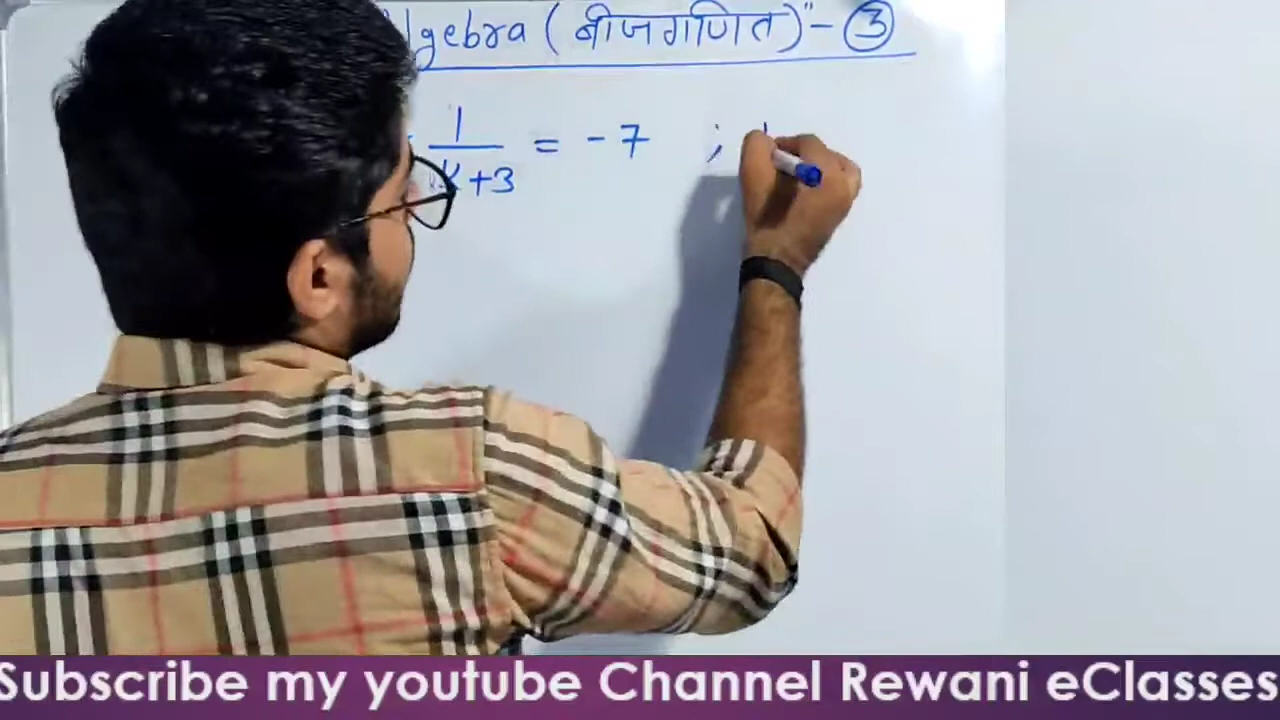 lgebra (बीजगणित)"-③
1/x+3 = -7 ;
Subscribe my youtube Channel Rewani eClasses